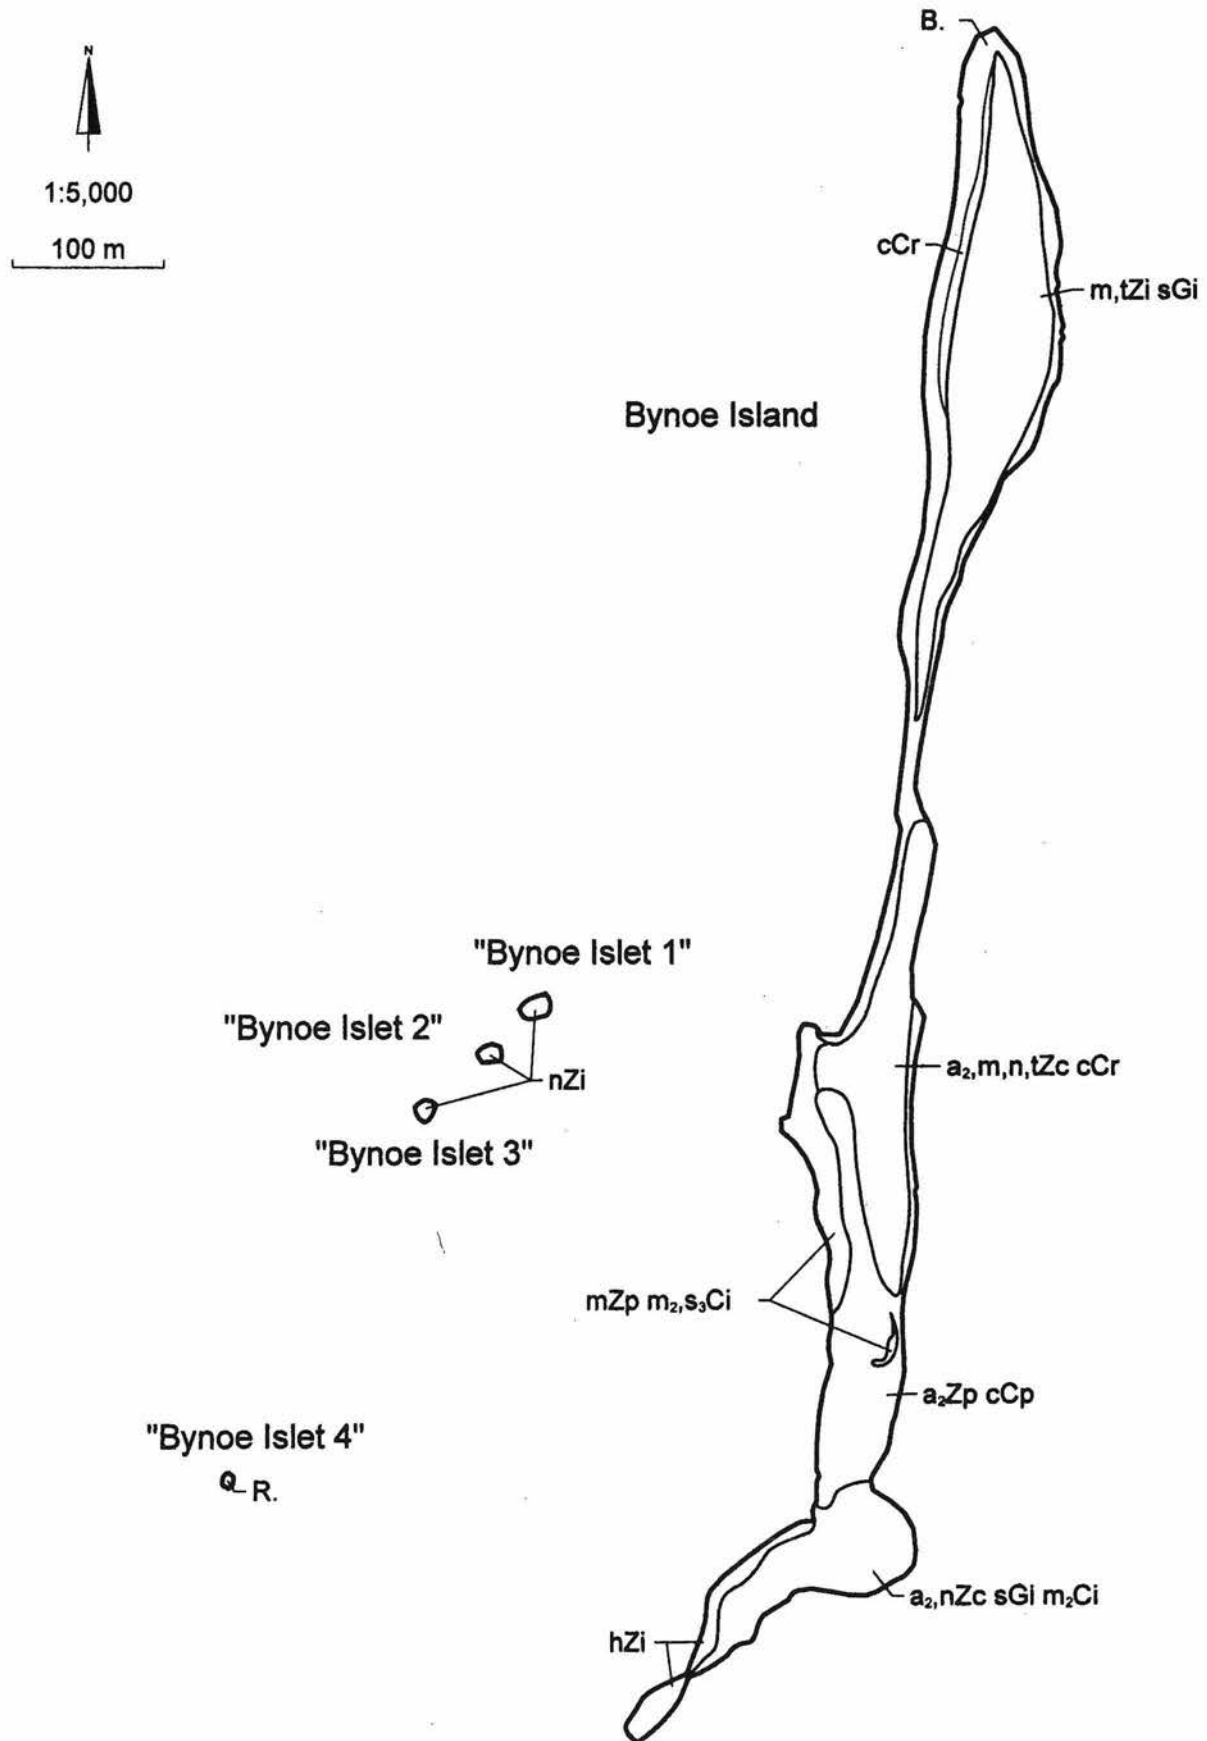 B.
N
1:5,000
100 m
cCr
m,tZi sGi
Bynoe Island
"Bynoe Islet 1"
"Bynoe Islet 2"
nZi
"Bynoe Islet 3"
a₂,m,n,tZc cCr
mZp m₂,s₃Ci
a₂Zp cCp
"Bynoe Islet 4"
R.
a₂,nZc sGi m₂Ci
hZi